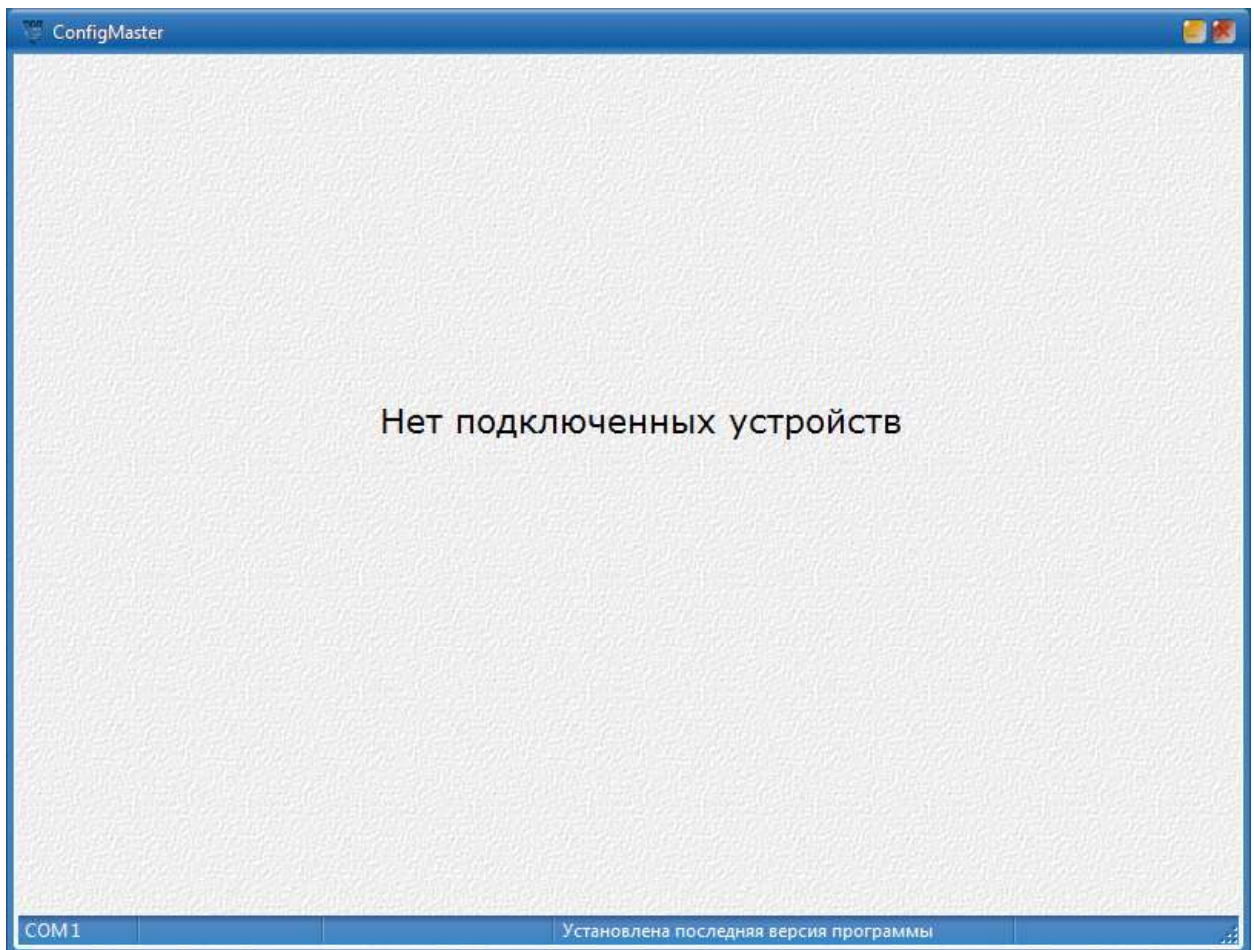 ConfigMaster
Нет подключенных устройств
COM1
Установлена последняя версия программы